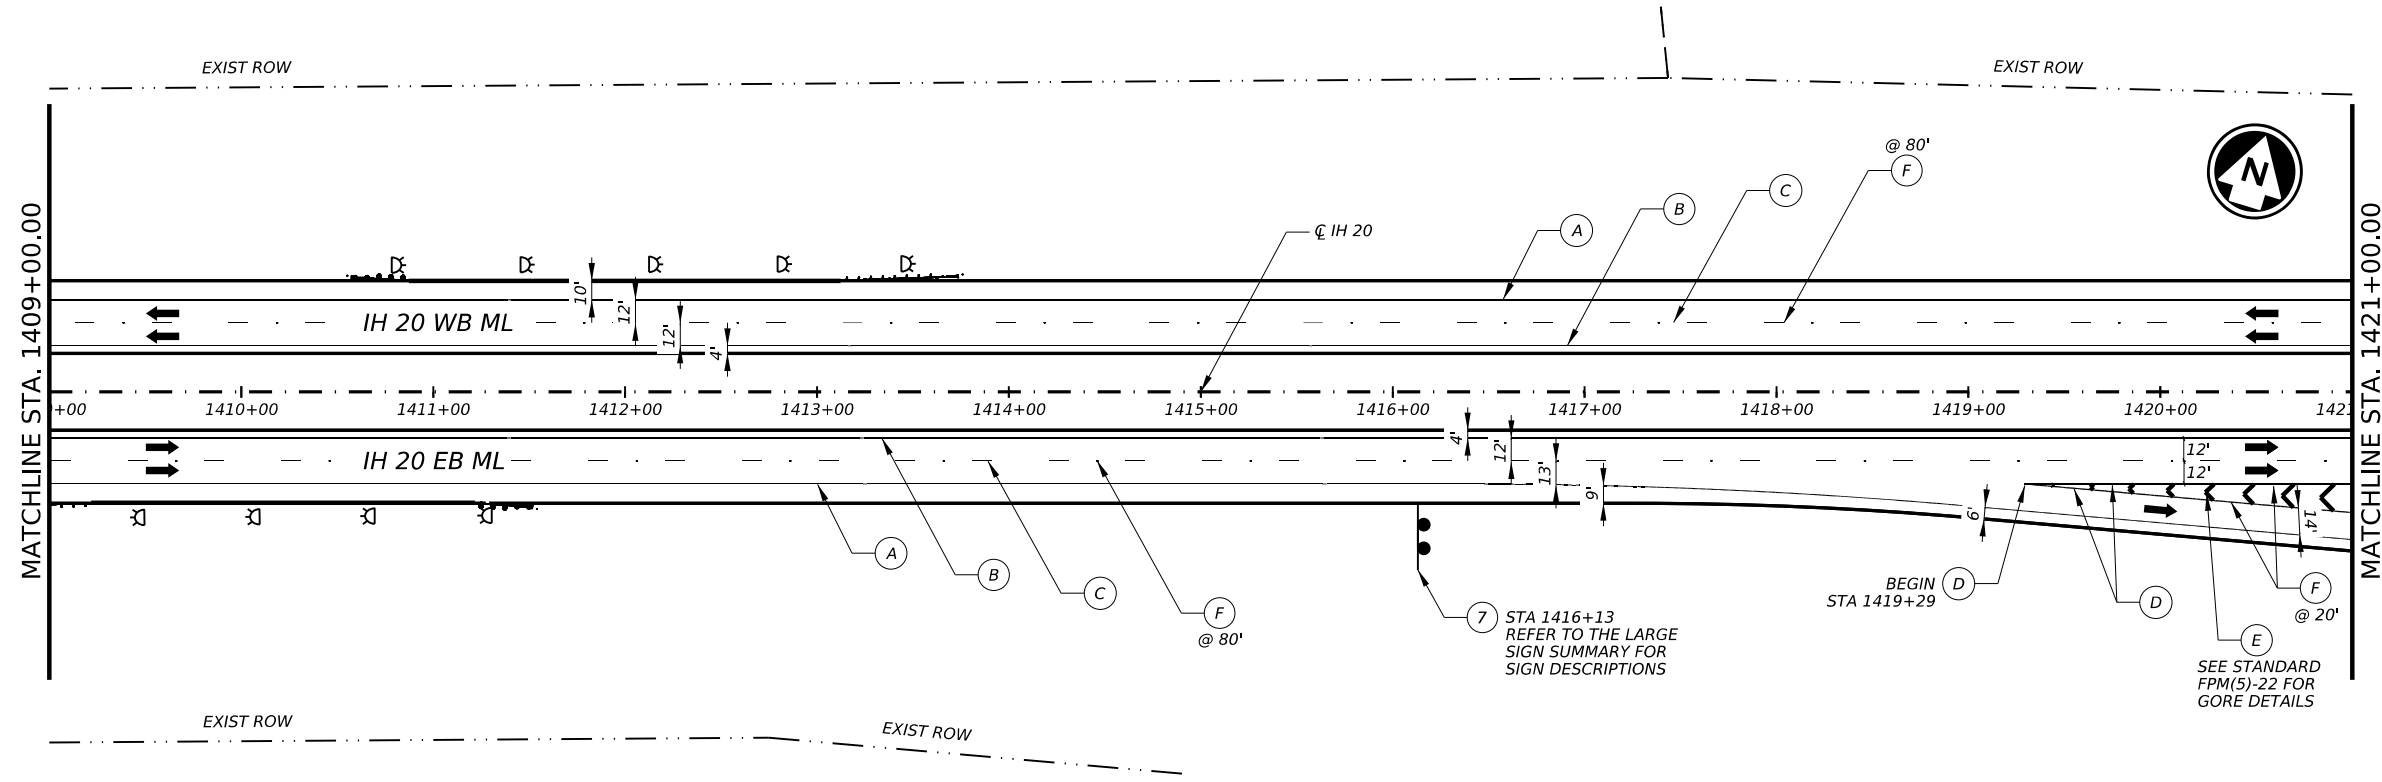 EXIST ROW
EXIST ROW
@ 80'
F
C
B
A
N
℄ IH 20
MATCHLINE STA. 1409+00.00
MATCHLINE STA. 1421+00.00
10'
12'
12'
4'
IH 20 WB ML
+00
1410+00
1411+00
1412+00
1413+00
1414+00
1415+00
1416+00
1417+00
1418+00
1419+00
1420+00
1421
4'
12'
13'
9'
12'
12'
IH 20 EB ML
6'
14'
A
B
C
F
@ 80'
7
STA 1416+13
REFER TO THE LARGE
SIGN SUMMARY FOR
SIGN DESCRIPTIONS
BEGIN
STA 1419+29
D
D
F
@ 20'
E
SEE STANDARD
FPM(5)-22 FOR
GORE DETAILS
EXIST ROW
EXIST ROW